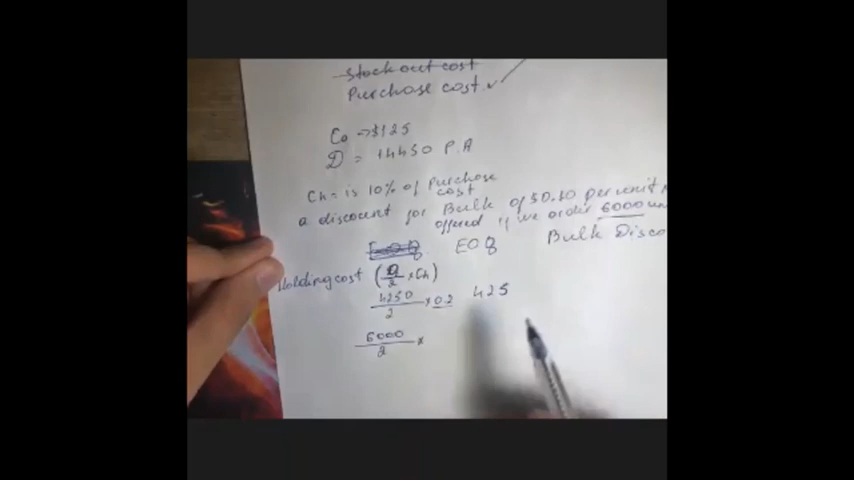 Stock out cost
Purchase cost ✓
Co → $125
D = 14450 P.A
Ch = is 10% of Purchase cost
a discount for Bulk of $0.10 per unit
offered if we order 6000
EOQ EOQ Bulk Disco
Holding cost (Q/2 × Ch)
4250/2 × 0.2 425
6000/2 ×